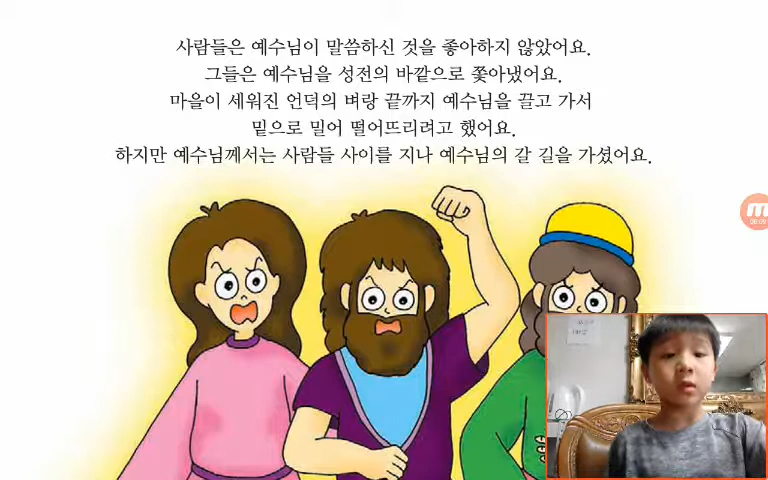 사람들은 예수님이 말씀하신 것을 좋아하지 않았어요.
그들은 예수님을 성전의 바깥으로 쫓아냈어요.
마을이 세워진 언덕의 벼랑 끝까지 예수님을 끌고 가서
밑으로 밀어 떨어뜨리려고 했어요.
하지만 예수님께서는 사람들 사이를 지나 예수님의 갈 길을 가셨어요.